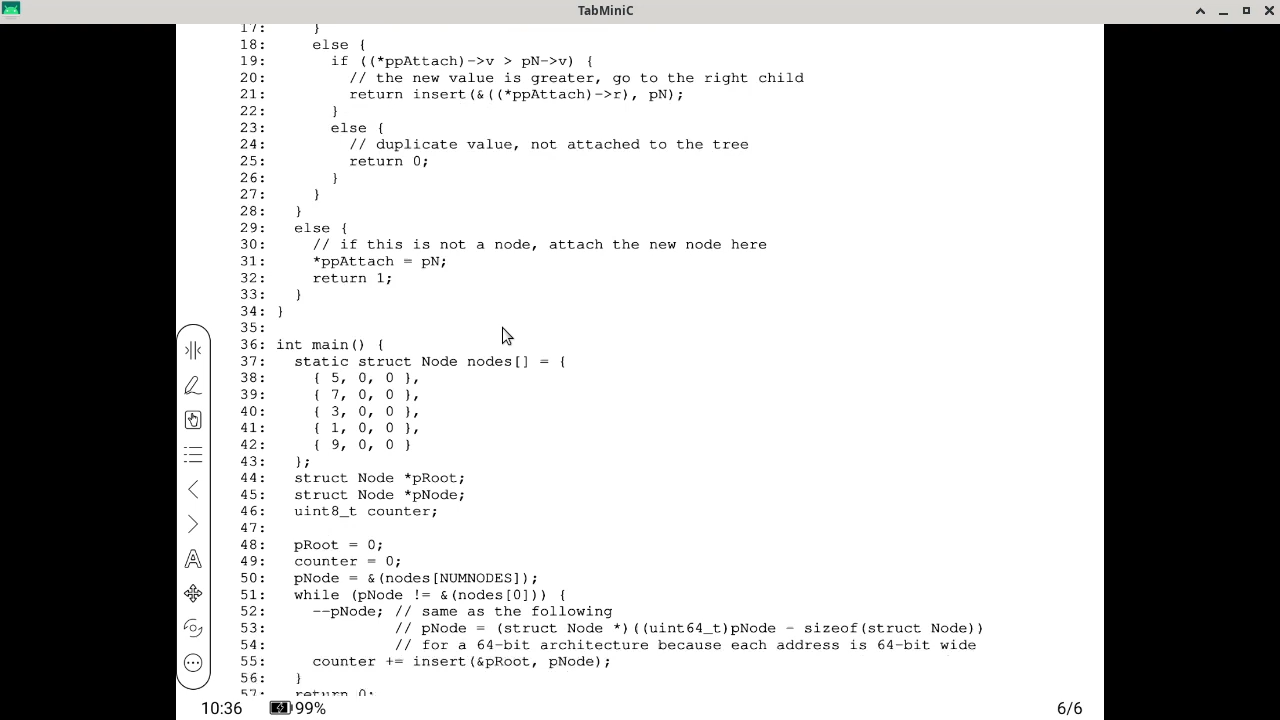 TabMiniC
17:     }
18:     else {
19:       if ((*ppAttach)->v > pN->v) {
20:         // the new value is greater, go to the right child
21:         return insert(&((*ppAttach)->r), pN);
22:       }
23:       else {
24:         // duplicate value, not attached to the tree
25:         return 0;
26:       }
27:     }
28:   }
29:   else {
30:     // if this is not a node, attach the new node here
31:     *ppAttach = pN;
32:     return 1;
33:   }
34: }
35:
36: int main() {
37:   static struct Node nodes[] = {
38:     { 5, 0, 0 },
39:     { 7, 0, 0 },
40:     { 3, 0, 0 },
41:     { 1, 0, 0 },
42:     { 9, 0, 0 }
43:   };
44:   struct Node *pRoot;
45:   struct Node *pNode;
46:   uint8_t counter;
47:
48:   pRoot = 0;
49:   counter = 0;
50:   pNode = &(nodes[NUMNODES]);
51:   while (pNode != &(nodes[0])) {
52:     --pNode; // same as the following
53:              // pNode = (struct Node *)((uint64_t)pNode - sizeof(struct Node))
54:              // for a 64-bit architecture because each address is 64-bit wide
55:     counter += insert(&pRoot, pNode);
56:   }
57:   return 0;
10:36 99% 6/6